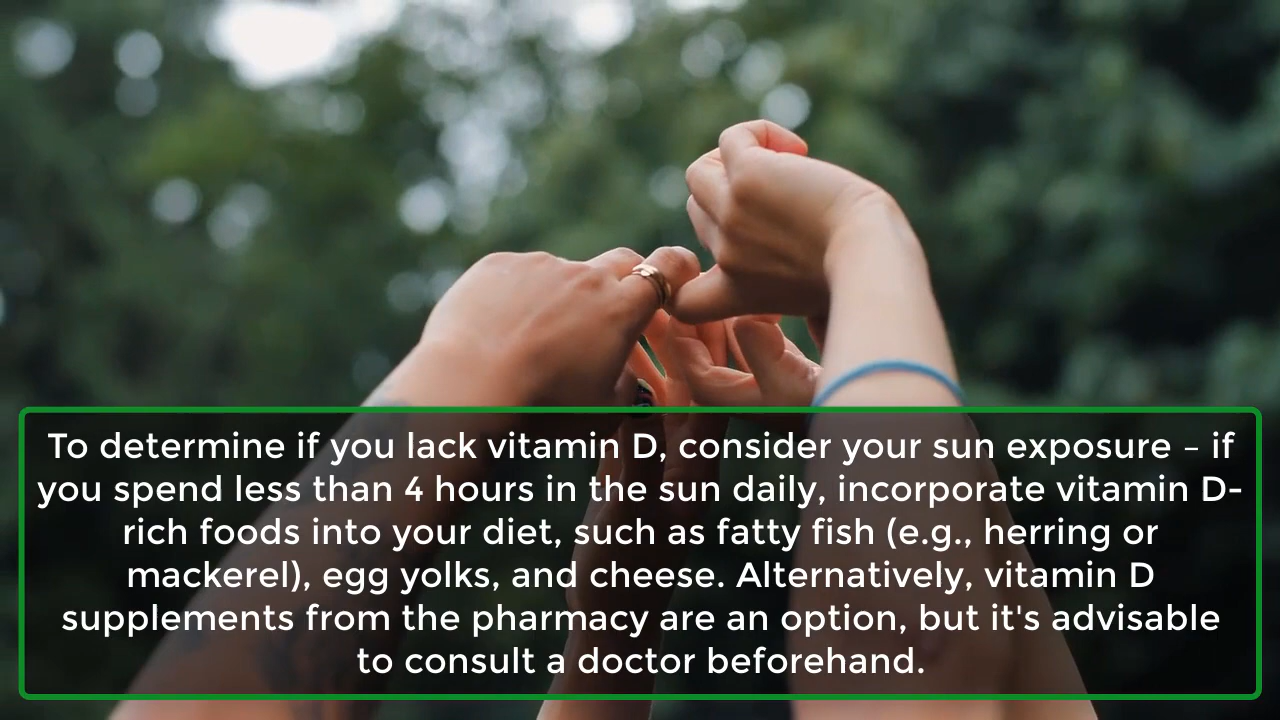 To determine if you lack vitamin D, consider your sun exposure – if
you spend less than 4 hours in the sun daily, incorporate vitamin D-
rich foods into your diet, such as fatty fish (e.g., herring or
mackerel), egg yolks, and cheese. Alternatively, vitamin D
supplements from the pharmacy are an option, but it's advisable
to consult a doctor beforehand.